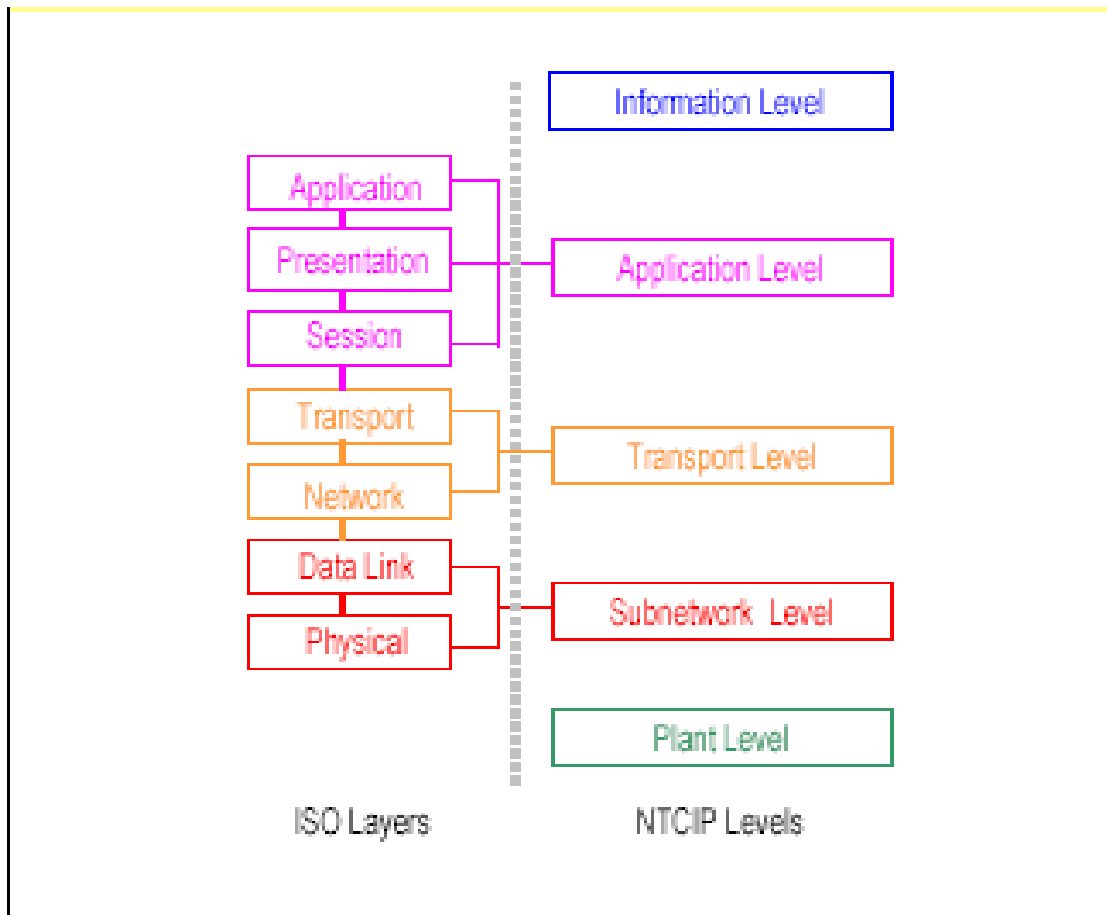 Information Level
Application
Presentation
Application Level
Session
Transport
Transport Level
Network
Data Link
Subnetwork Level
Physical
Plant Level
ISO Layers
NTCIP Levels